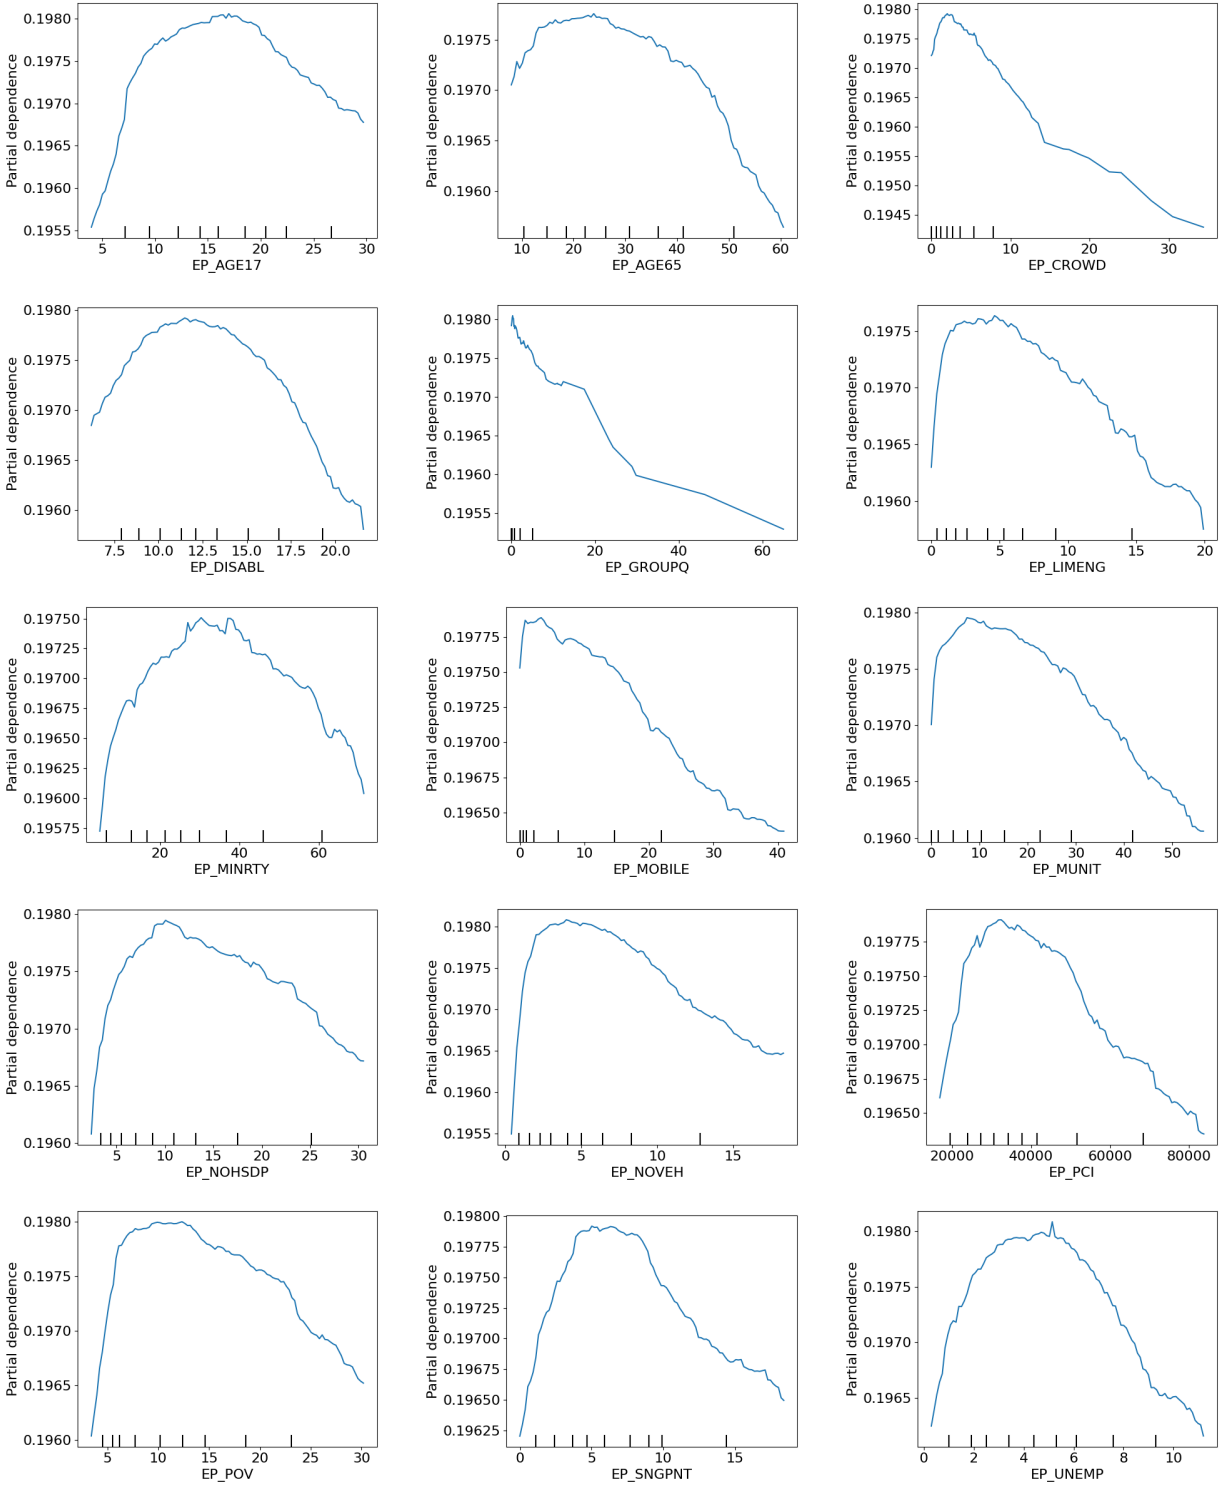 Partial dependence
0.1980
0.1975
0.1970
0.1965
0.1960
0.1955
5 10 15 20 25 30
EP_AGE17
Partial dependence
0.1975
0.1970
0.1965
0.1960
10 20 30 40 50 60
EP_AGE65
Partial dependence
0.1980
0.1975
0.1970
0.1965
0.1960
0.1955
0.1950
0.1945
0 10 20 30
EP_CROWD
Partial dependence
0.1980
0.1975
0.1970
0.1965
0.1960
7.5 10.0 12.5 15.0 17.5 20.0
EP_DISABL
Partial dependence
0.1980
0.1975
0.1970
0.1965
0.1960
0.1955
0 20 40 60
EP_GROUPQ
Partial dependence
0.1975
0.1970
0.1965
0.1960
0 5 10 15 20
EP_LIMENG
Partial dependence
0.19750
0.19725
0.19700
0.19675
0.19650
0.19625
0.19600
0.19575
20 40 60
EP_MINRTY
Partial dependence
0.19775
0.19750
0.19725
0.19700
0.19675
0.19650
0 10 20 30 40
EP_MOBILE
Partial dependence
0.1980
0.1975
0.1970
0.1965
0.1960
0 10 20 30 40 50
EP_MUNIT
Partial dependence
0.1980
0.1975
0.1970
0.1965
0.1960
5 10 15 20 25 30
EP_NOHSDP
Partial dependence
0.1980
0.1975
0.1970
0.1965
0.1960
0.1955
0 5 10 15
EP_NOVEH
Partial dependence
0.19775
0.19750
0.19725
0.19700
0.19675
0.19650
20000 40000 60000 80000
EP_PCI
Partial dependence
0.1980
0.1975
0.1970
0.1965
0.1960
5 10 15 20 25 30
EP_POV
Partial dependence
0.19800
0.19775
0.19750
0.19725
0.19700
0.19675
0.19650
0.19625
0 5 10 15
EP_SNGPNT
Partial dependence
0.1980
0.1975
0.1970
0.1965
0 2 4 6 8 10
EP_UNEMP